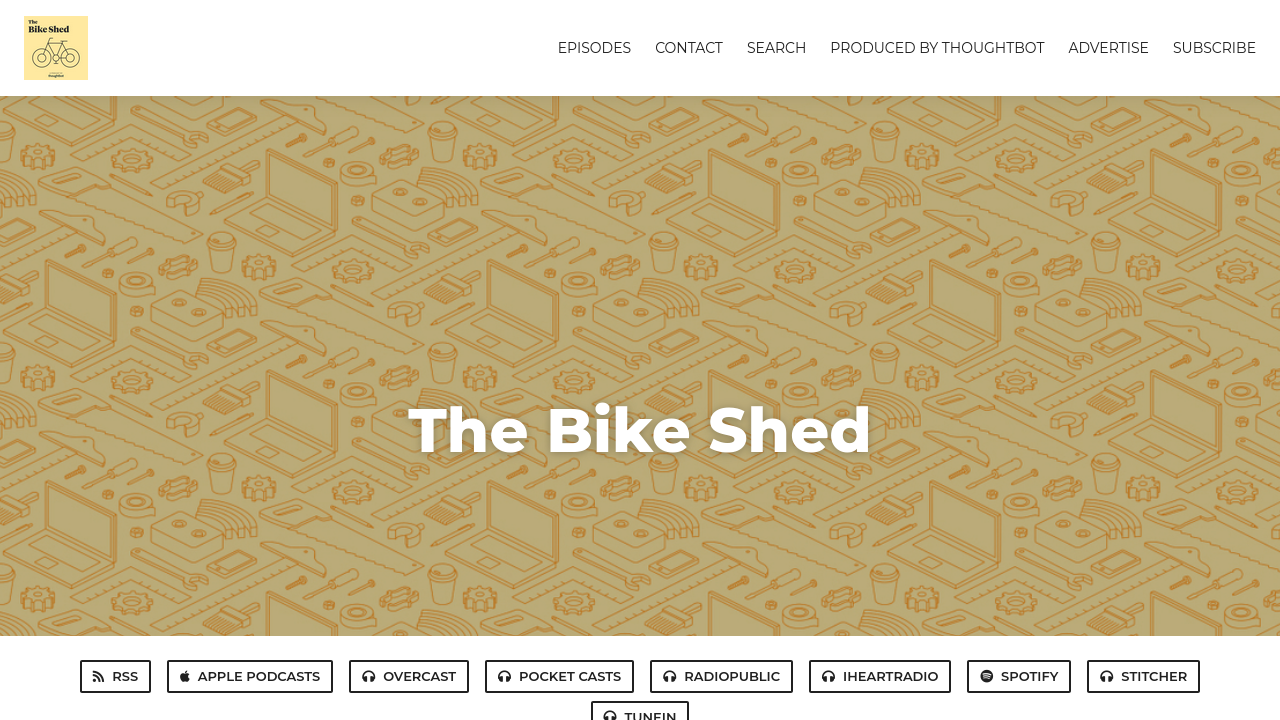 The
Bike Shed
thoughtbot
EPISODES CONTACT SEARCH PRODUCED BY THOUGHTBOT ADVERTISE SUBSCRIBE
The Bike Shed
RSS APPLE PODCASTS OVERCAST POCKET CASTS RADIOPUBLIC IHEARTRADIO SPOTIFY STITCHER
TUNEIN